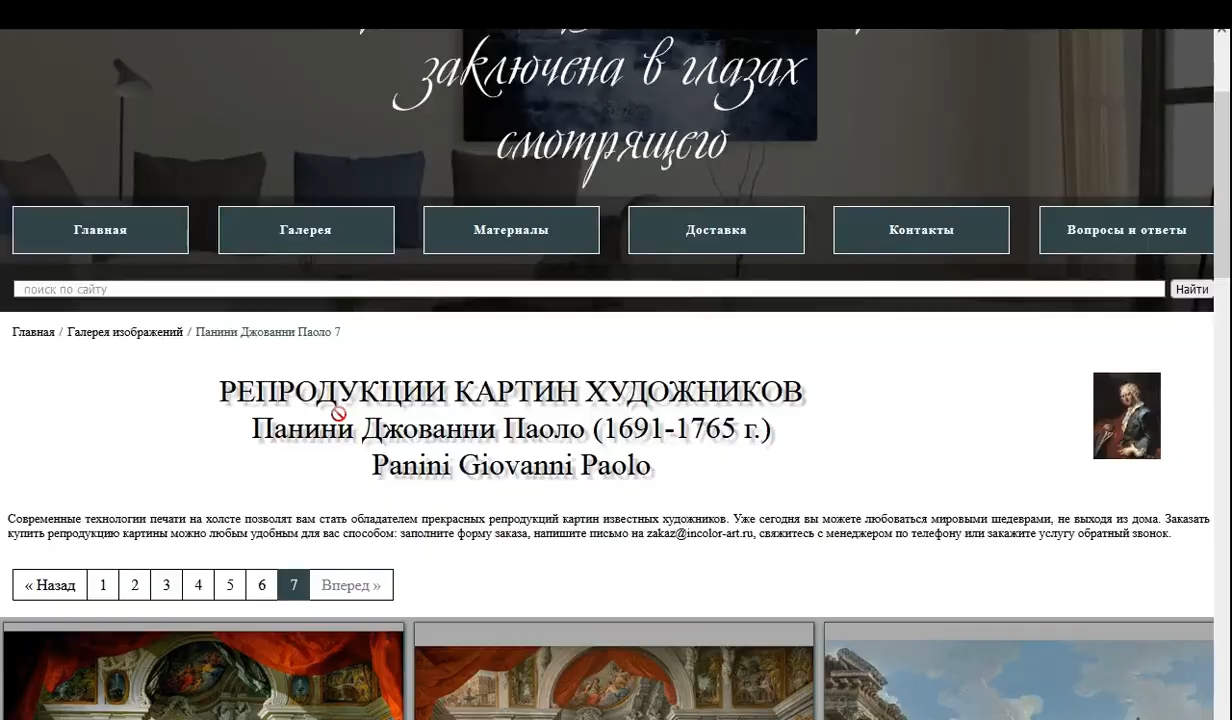 заключена в глазах
смотрящего
Главная
Галерея
Материалы
Доставка
Контакты
Вопросы и ответы
поиск по сайту
Найти
Главная / Галерея изображений / Панини Джованни Паоло 7
РЕПРОДУКЦИИ КАРТИН ХУДОЖНИКОВ
Панини Джованни Паоло (1691-1765 г.)
Panini Giovanni Paolo
Современные технологии печати на холсте позволят вам стать обладателем прекрасных репродукций картин известных художников. Уже сегодня вы можете любоваться мировыми шедеврами, не выходя из дома. Заказать
купить репродукцию картины можно любым удобным для вас способом: заполните форму заказа, напишите письмо на zakaz@incolor-art.ru, свяжитесь с менеджером по телефону или закажите услугу обратный звонок.
« Назад 1 2 3 4 5 6 7 Вперед »